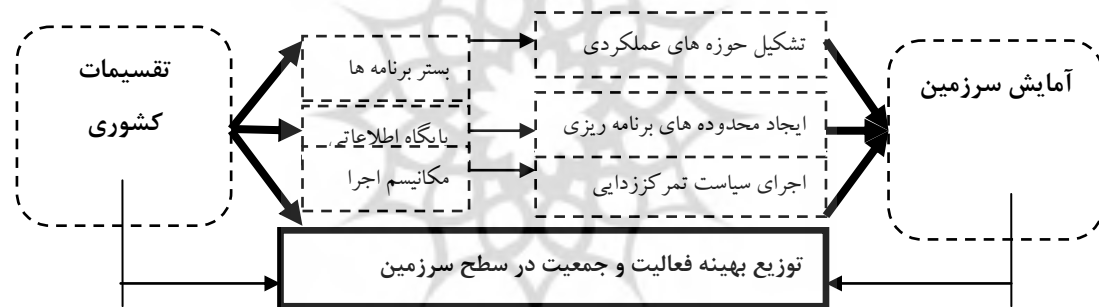 تقسیمات
کشوری
بستر برنامه ها
پایگاه اطلاعاتی
مکانیسم اجرا
تشکیل حوزه های عملکردی
ایجاد محدوده های برنامه ریزی
اجرای سیاست تمرکززدایی
آمایش سرزمین
توزیع بهینه فعالیت و جمعیت در سطح سرزمین